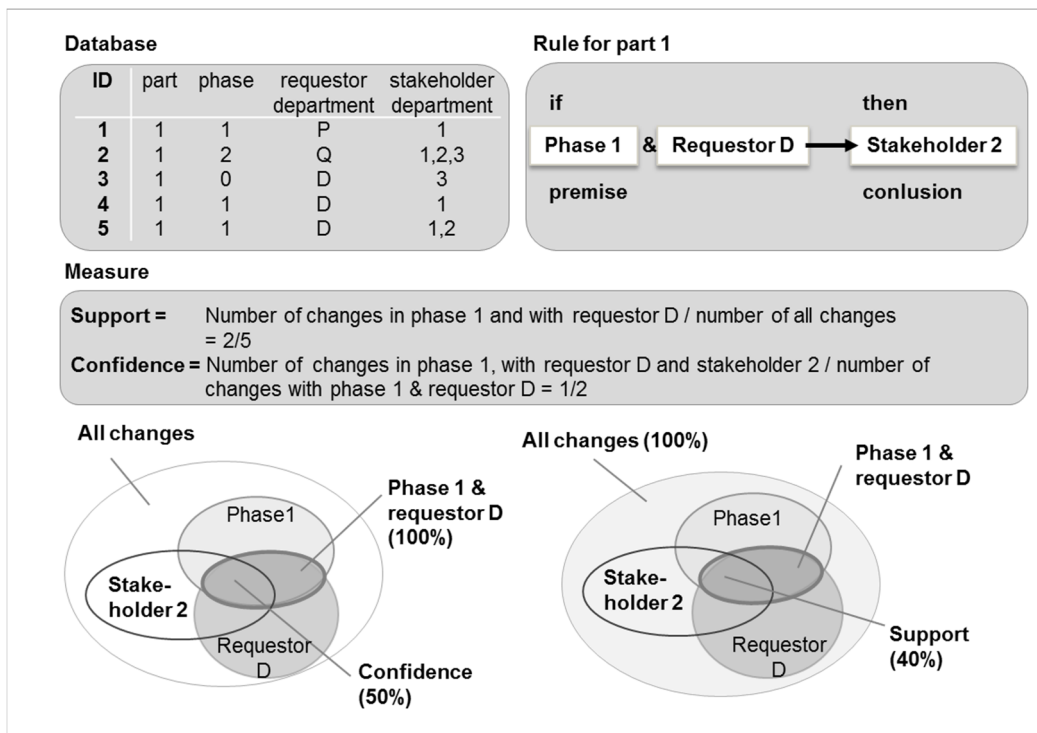 Database
ID part phase requestor department stakeholder department
1 1 1 P 1
2 1 2 Q 1,2,3
3 1 0 D 3
4 1 1 D 1
5 1 1 D 1,2
Rule for part 1
if then
Phase 1 & Requestor D Stakeholder 2
premise conlusion
Measure
Support = Number of changes in phase 1 and with requestor D / number of all changes
= 2/5
Confidence = Number of changes in phase 1, with requestor D and stakeholder 2 / number of
changes with phase 1 & requestor D = 1/2
All changes
Phase1
Phase 1 &
requestor D
(100%)
Stake-
holder 2
Requestor
D
Confidence
(50%)
All changes (100%)
Phase 1 &
requestor D
Phase1
Stake-
holder 2
Requestor
D
Support
(40%)